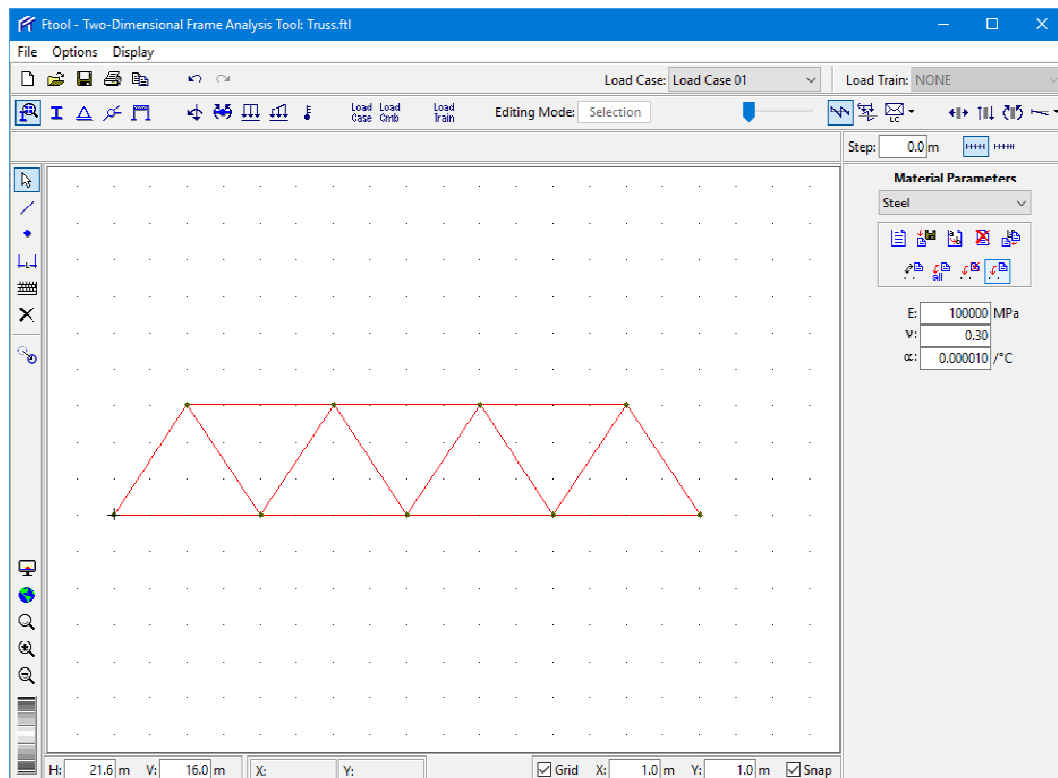 Ftool - Two-Dimensional Frame Analysis Tool: Truss.ftl
File Options Display
Load Case: Load Case 01 Load Train: NONE
Load Case Load Cmb Load Train Editing Mode: Selection LC
Step: 0.0 m
Material Parameters
Steel
all
E: 100000 MPa
ν: 0.30
α: 0.000010 /°C
H: 21.6 m V: 16.0 m X: Y: Grid X: 1.0 m Y: 1.0 m Snap